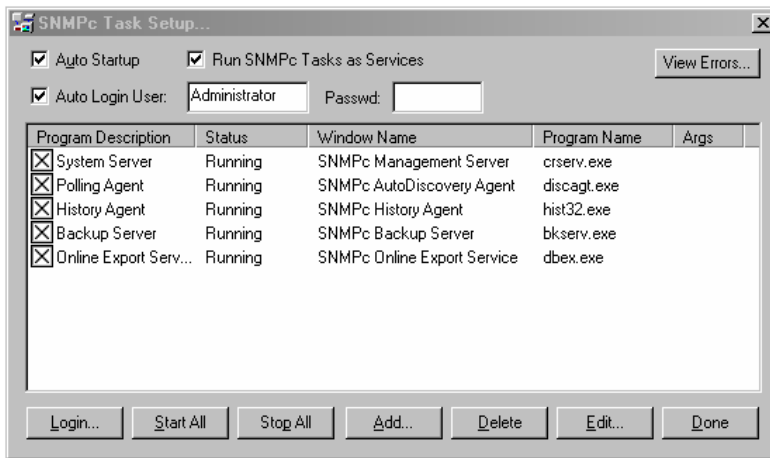 SNMPc Task Setup...
Auto Startup Run SNMPc Tasks as Services View Errors...
Auto Login User: Administrator Passwd:
Program Description Status Window Name Program Name Args
System Server Running SNMPc Management Server crserv.exe
Polling Agent Running SNMPc AutoDiscovery Agent discagt.exe
History Agent Running SNMPc History Agent hist32.exe
Backup Server Running SNMPc Backup Server bkserv.exe
Online Export Serv... Running SNMPc Online Export Service dbex.exe
Login... Start All Stop All Add... Delete Edit... Done